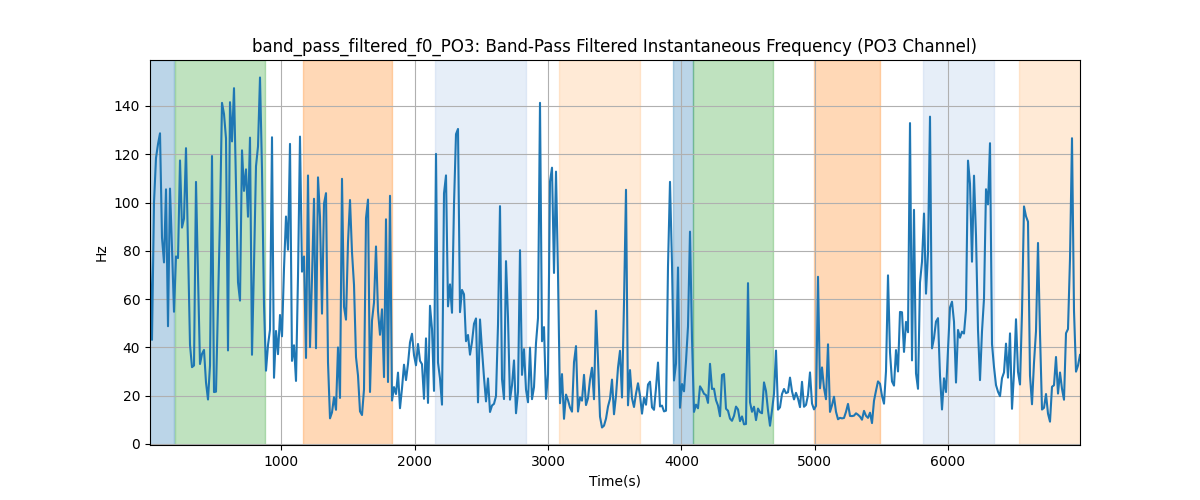 band_pass_filtered_f0_PO3: Band-Pass Filtered Instantaneous Frequency (PO3 Channel)
140
120
100
80
60
40
20
0
Hz
1000 2000 3000 4000 5000 6000
Time(s)